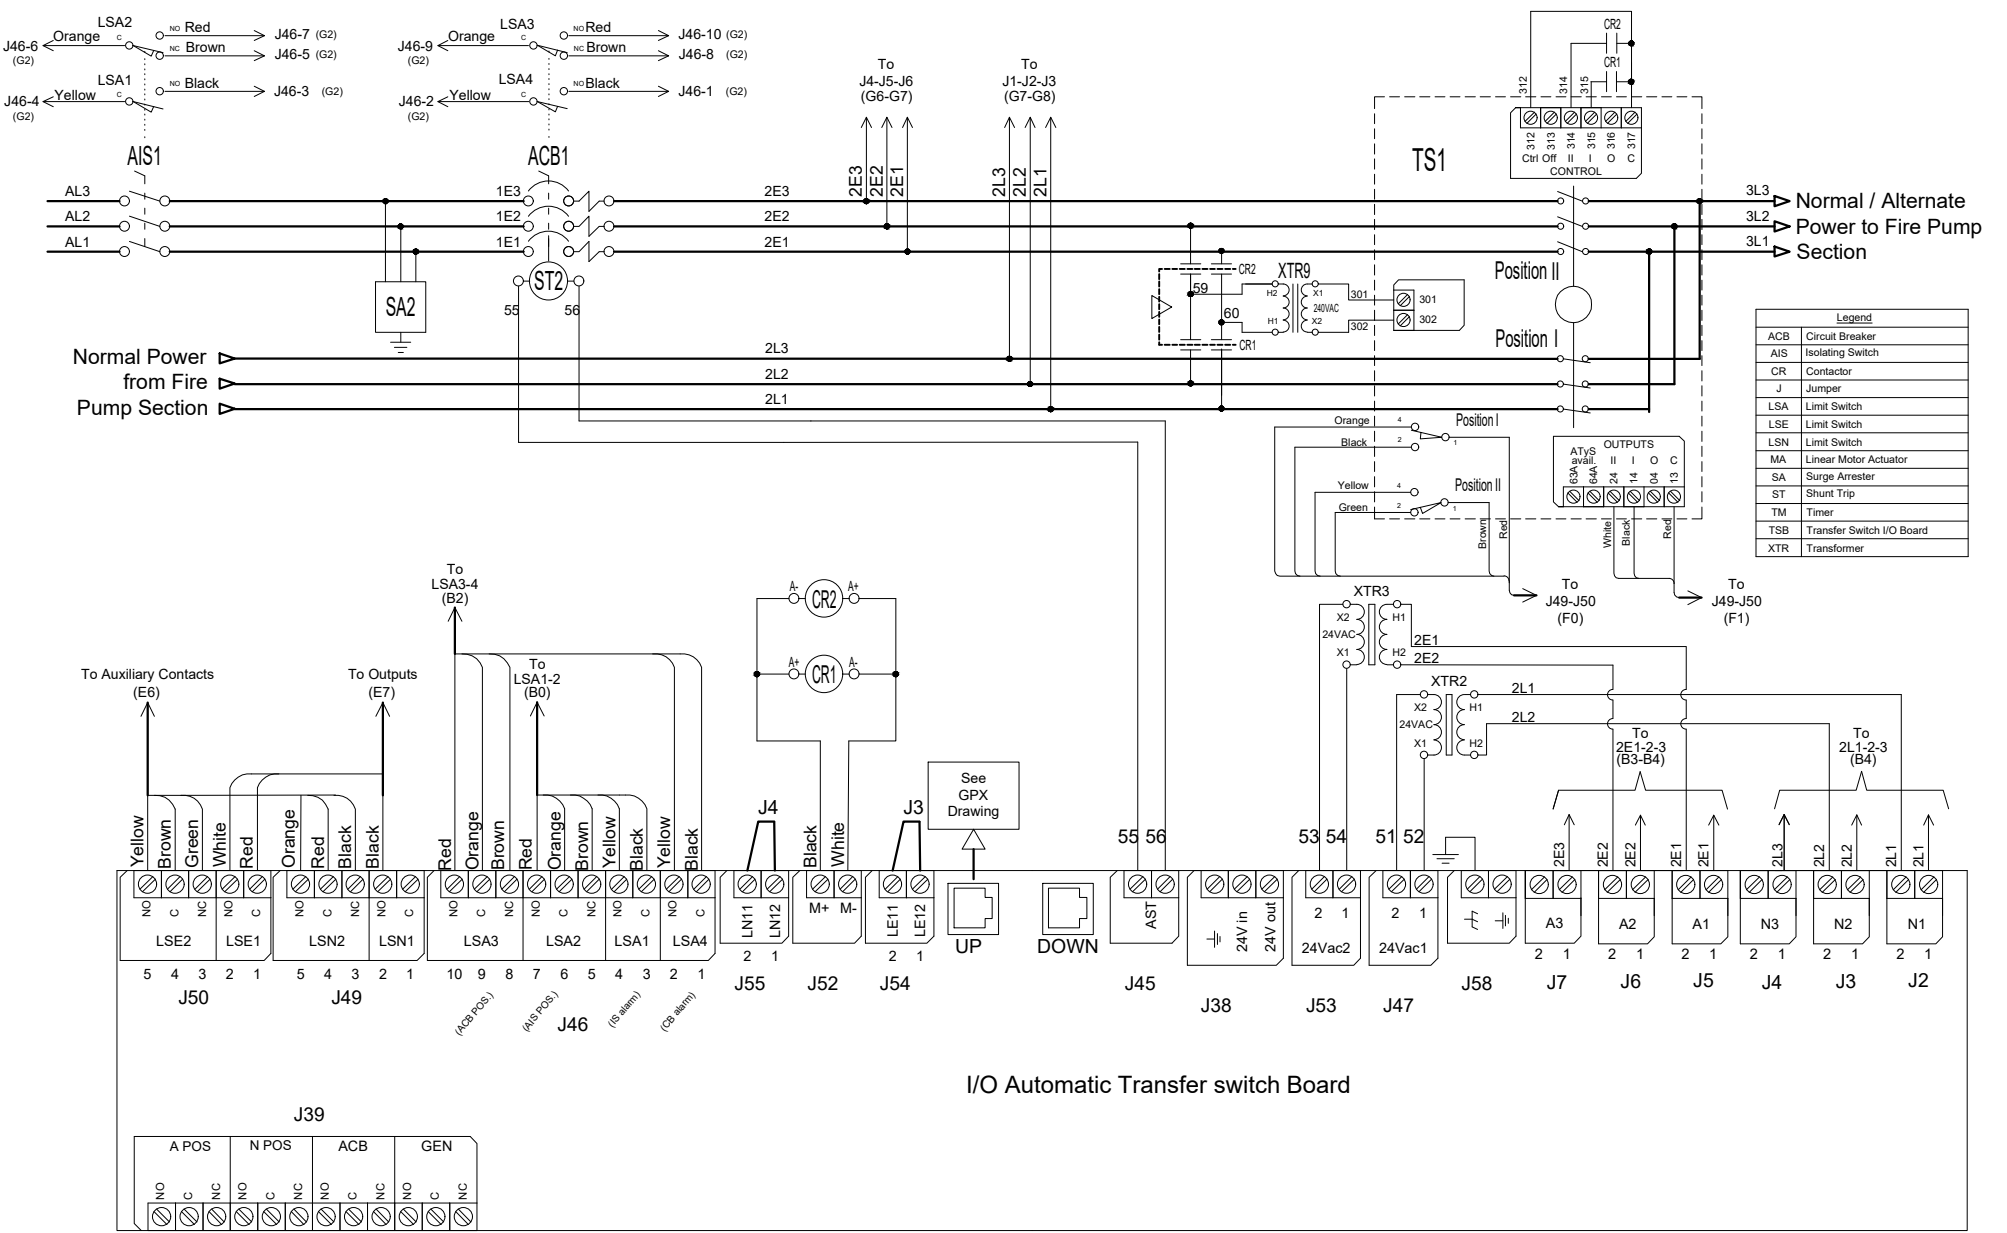 LSA2
Orange
C
NO Red
NC Brown
J46-6
(G2)
J46-7 (G2)
J46-5 (G2)
LSA1
Yellow
C
NO Black
J46-4
(G2)
J46-3 (G2)
AIS1
LSA3
Orange
C
NO Red
NC Brown
J46-9
(G2)
J46-10 (G2)
J46-8 (G2)
LSA4
Yellow
C
NO Black
J46-2
(G2)
J46-1 (G2)
ACB1
To
J4-J5-J6
(G6-G7)
To
J1-J2-J3
(G7-G8)
2E3
2E2
2E1
2L3
2L2
2L1
CR2
CR1
312
314
315
312 313 314 315 316 317
Ctrl Off II I O C
CONTROL
TS1
AL3 1E3 2E3 3L3
AL2 1E2 2E2 3L2
AL1 1E1 2E1 3L1
Normal / Alternate
Power to Fire Pump
Section
SA2
ST2
55 56
CR2
59
60
CR1
XTR9
H2 X1
240VAC
H1 X2
301
302
301
302
Position II
Position I
Normal Power
from Fire
Pump Section
2L3
2L2
2L1
Legend
ACB Circuit Breaker
AIS Isolating Switch
CR Contactor
J Jumper
LSA Limit Switch
LSE Limit Switch
LSN Limit Switch
MA Linear Motor Actuator
SA Surge Arrester
ST Shunt Trip
TM Timer
TSB Transfer Switch I/O Board
XTR Transformer
Orange 4 Position I
Black 2 1
Yellow 4 Position II
Green 2 1
Brown
Red
OUTPUTS
ATyS
avail. II I O C
63A 64A 24 14 04 13
White
Black
Red
To
J49-J50
(F0)
To
J49-J50
(F1)
To
LSA3-4
(B2)
To
LSA1-2
(B0)
To Auxiliary Contacts
(E6)
To Outputs
(E7)
A- CR2 A+
A+ CR1 A-
XTR3
X2 H1
24VAC
X1 H2
2E1
2E2
XTR2
X2 H1
24VAC
X1 H2
2L1
2L2
To
2E1-2-3
(B3-B4)
To
2L1-2-3
(B4)
See
GPX
Drawing
J4
J3
Yellow Brown Green White Red Orange Red Black Black
Red Orange Brown Red Orange Brown Yellow Black Yellow Black
Black White
55 56
53 54
51 52
2E3 2E2 2E2 2E1 2E1 2L3 2L2 2L2 2L1 2L1
NO C NC NO C NO C NC NO C
LSE2 LSE1 LSN2 LSN1
5 4 3 2 1 5 4 3 2 1
J50 J49
NO C NC NO C NC NO C NO C
LSA3 LSA2 LSA1 LSA4
10 9 8 7 6 5 4 3 2 1
(ACB POS.) (AIS POS.) (IS alarm) (CB alarm)
J46
LN11 LN12
2 1
J55
M+ M-
J52
LE11 LE12
2 1
J54
UP
DOWN
AST
J45
24V in 24V out
J38
2 1
24Vac2
J53
2 1
24Vac1
J47
J58
A3
2 1
J7
A2
2 1
J6
A1
2 1
J5
N3
2 1
J4
N2
2 1
J3
N1
2 1
J2
I/O Automatic Transfer switch Board
J39
A POS N POS ACB GEN
NO C NC NO C NC NO C NC NO C NC